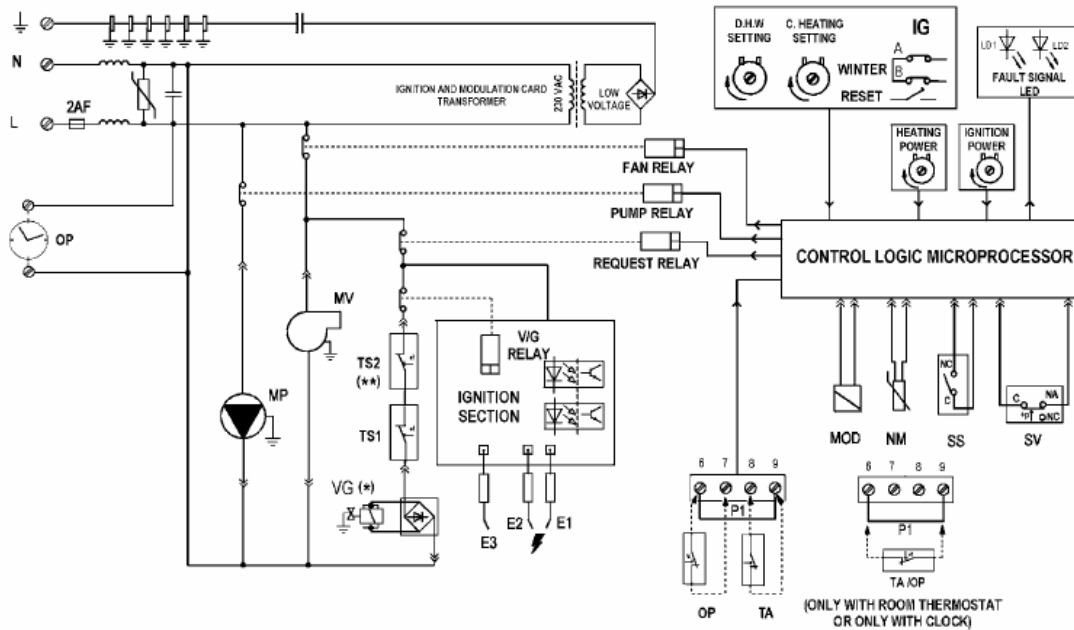 D.H.W SETTING
C. HEATING SETTING
IG
A
B
WINTER
RESET
LD1
LD2
FAULT SIGNAL LED
N
2AF
L
IGNITION AND MODULATION CARD TRANSFORMER
230 VAC
LOW VOLTAGE
HEATING POWER
IGNITION POWER
FAN RELAY
PUMP RELAY
REQUEST RELAY
CONTROL LOGIC MICROPROCESSOR
OP
MV
MP
TS2
(**)
TS1
VG (*)
V/G RELAY
IGNITION SECTION
E3
E2
E1
NC
C
C
NA
+P
NC
MOD
NM
SS
SV
6 7 8 9
P1
OP
TA
6 7 8 9
P1
TA /OP
(ONLY WITH ROOM THERMOSTAT
OR ONLY WITH CLOCK)